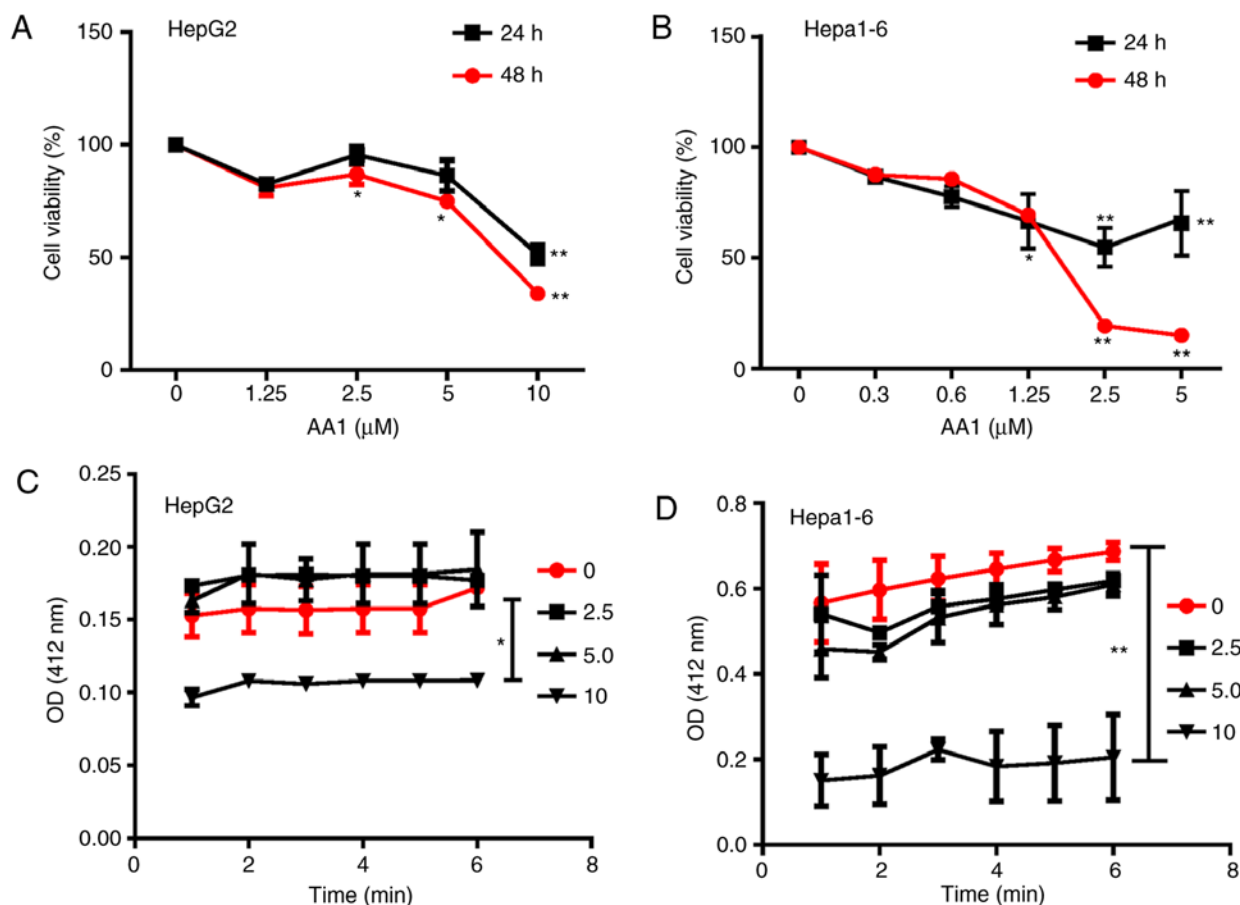 A
HepG2
24 h
48 h
Cell viability (%)
150
100
50
0
*
*
**
**
0 1.25 2.5 5 10
AA1 (μM)
B
Hepa1-6
24 h
48 h
Cell viability (%)
150
100
50
0
*
**
**
**
**
0 0.3 0.6 1.25 2.5 5
AA1 (μM)
C
HepG2
OD (412 nm)
0.25
0.20
0.15
0.10
0.05
0.00
0
2.5
5.0
10
*
0 2 4 6 8
Time (min)
D
Hepa1-6
OD (412 nm)
0.8
0.6
0.4
0.2
0.0
0
2.5
5.0
10
**
0 2 4 6 8
Time (min)